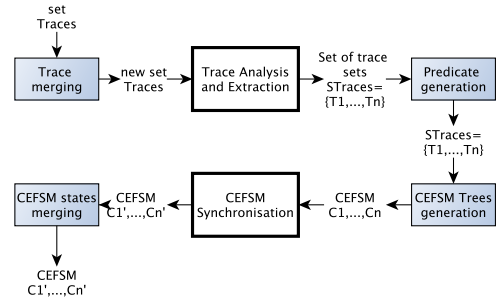 set
Traces
Trace
merging
new set
Traces
Trace Analysis
and Extraction
Set of trace
sets
STraces=
{T1,...,Tn}
Predicate
generation
STraces=
{T1,...,Tn}
CEFSM Trees
generation
CEFSM
C1,...,Cn
CEFSM
Synchronisation
CEFSM
C1',...,Cn'
CEFSM states
merging
CEFSM
C1',...,Cn'